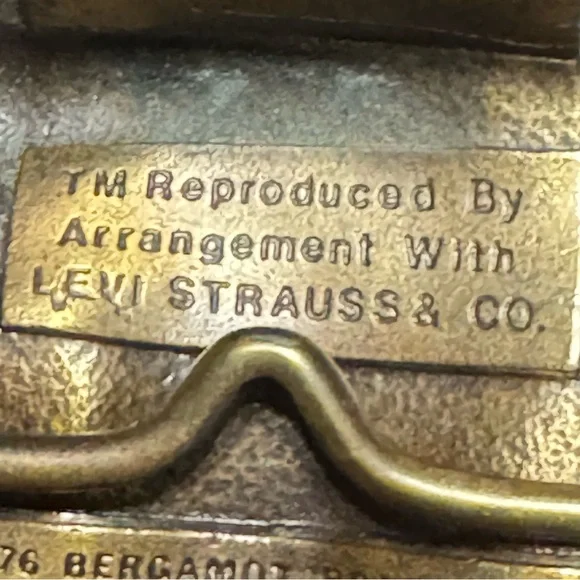 TM Reproduced By
Arrangement With
LEVI STRAUSS & CO.
76 BERGAMOT